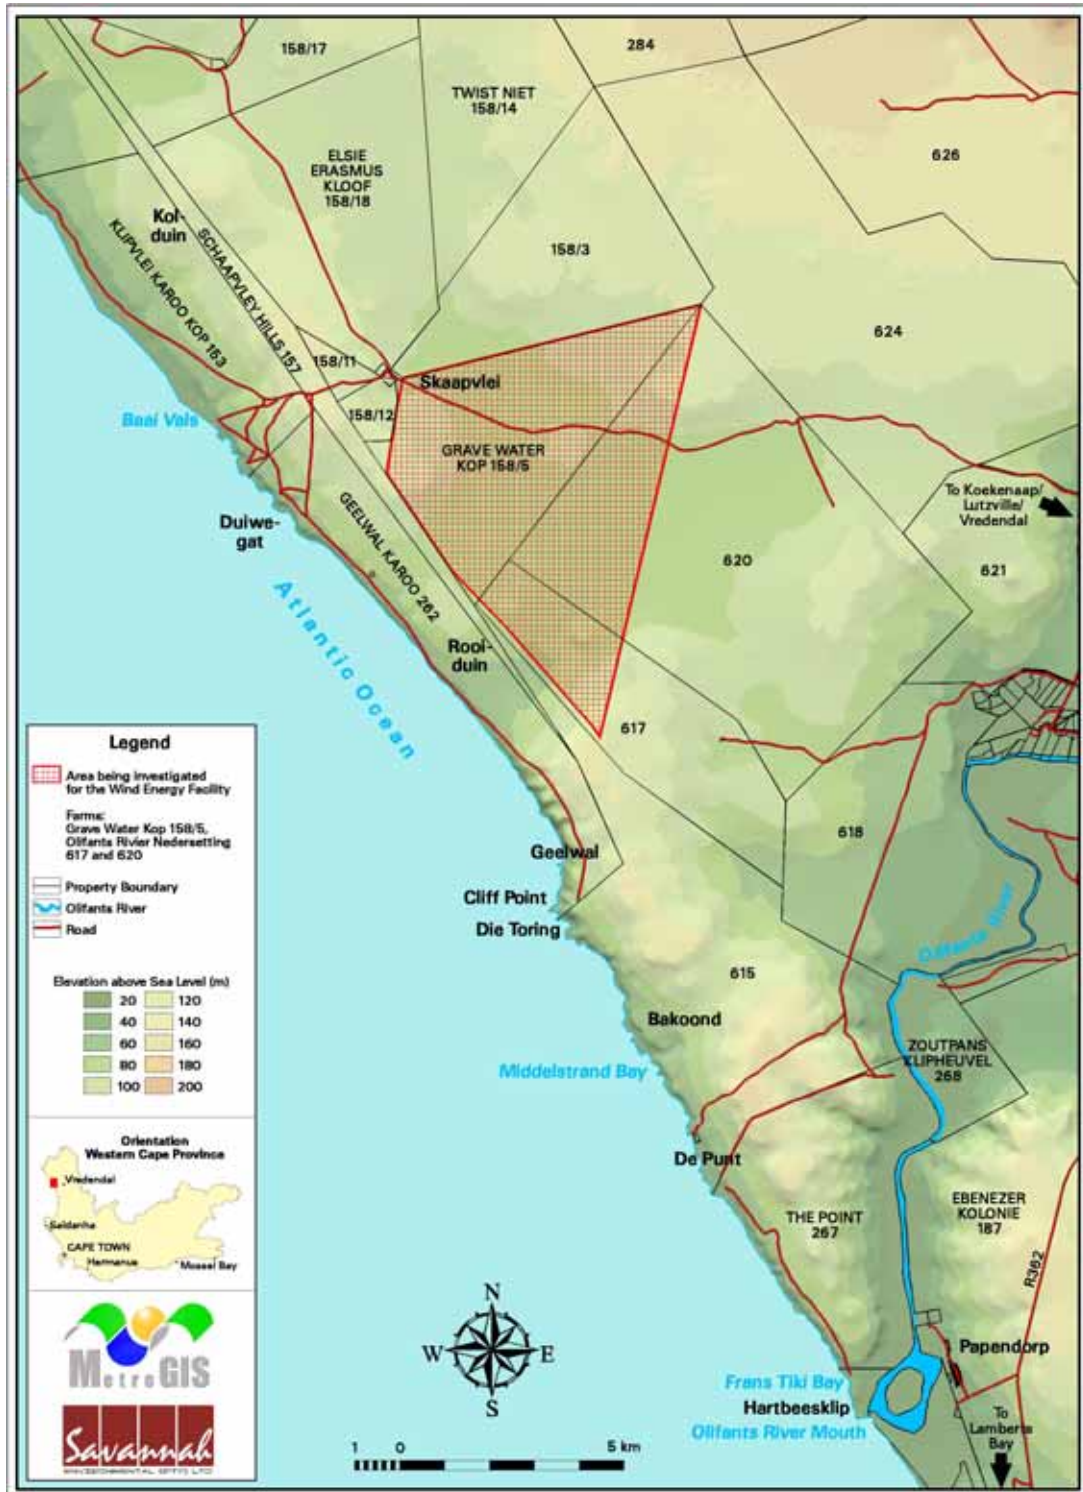 158/17
284
TWIST NIET
158/14
626
ELSIE
ERASMUS
KLOOF
158/18
Kol-
duin
KLIPVLEI KAROO KOP 153
SCHAAPVLEY HILLS 157
158/3
624
158/11
Skaapvlei
158/12
Baai Vals
GRAVE WATER
KOP 158/5
To Koekenaap/
Lutzville/
Vredendal
Duiwe-
gat
GEELWAL KAROO 262
620
621
Atlantic Ocean
Rooi-
duin
617
618
Geelwal
Cliff Point
Die Toring
Olifants River
615
Bakoond
Middelstrand Bay
ZOUTPANS
KLIPHEUVEL
268
De Punt
THE POINT
267
EBENEZER
KOLONIE
187
R362
Papendorp
Frans Tiki Bay
Hartbeesklip
Olifants River Mouth
To
Lamberts
Bay
Legend
Area being investigated
for the Wind Energy Facility
Farms:
Grave Water Kop 158/5,
Olifants Rivier Nedersetting
617 and 620
Property Boundary
Olifants River
Road
Elevation above Sea Level (m)
20 120
40 140
60 160
80 180
100 200
Orientation
Western Cape Province
Vredendal
Saldanha
CAPE TOWN
Hermanus
Mossel Bay
MetroGIS
Savannah
ENVIRONMENTAL (PTY) LTD
N
W E
S
1 0 5 km